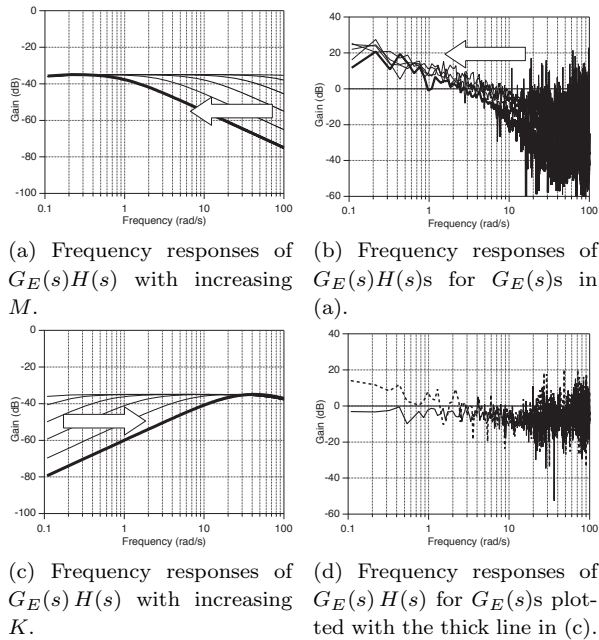 0
-20
-40
-60
-80
-100
Gain (dB)
0.1 1 10 100
Frequency (rad/s)
(a) Frequency responses of
G_E(s)H(s) with increasing
M.
40
20
0
-20
-40
-60
Gain (dB)
0.1 1 10 100
Frequency (rad/s)
(b) Frequency responses of
G_E(s)H(s)s for G_E(s)s in
(a).
0
-20
-40
-60
-80
-100
Gain (dB)
0.1 1 10 100
Frequency (rad/s)
(c) Frequency responses of
G_E(s) H(s) with increasing
K.
40
20
0
-20
-40
-60
Gain (dB)
0.1 1 10 100
Frequency (rad/s)
(d) Frequency responses of
G_E(s) H(s) for G_E(s)s plot-
ted with the thick line in (c).